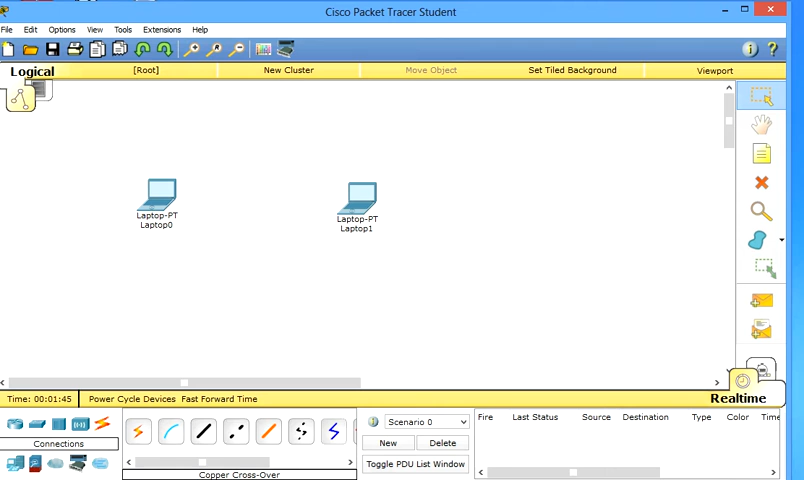 Cisco Packet Tracer Student
File Edit Options View Tools Extensions Help
Logical [Root] New Cluster Move Object Set Tiled Background Viewport
Laptop-PT
Laptop0
Laptop-PT
Laptop1
Time: 00:01:45 Power Cycle Devices Fast Forward Time Realtime
Scenario 0
Fire Last Status Source Destination Type Color Time
Connections
New Delete
Toggle PDU List Window
Copper Cross-Over